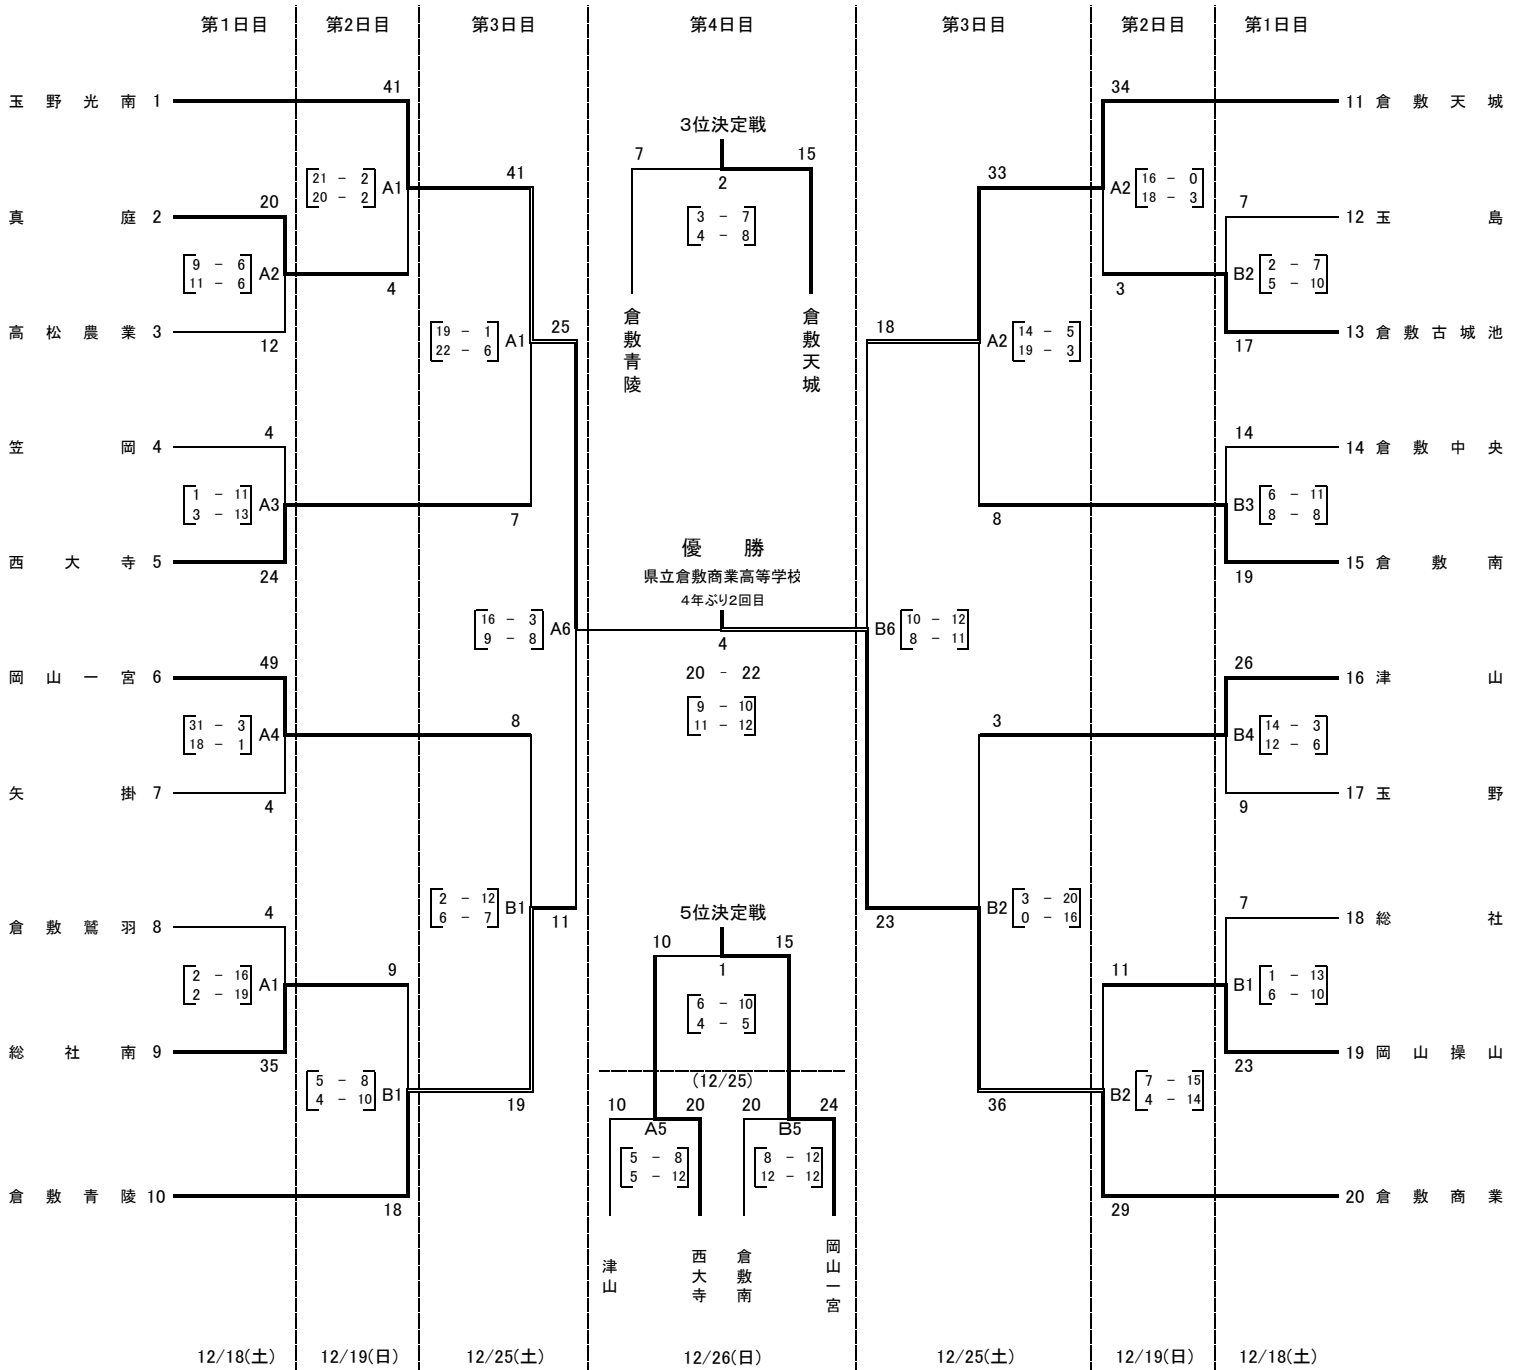 第1日目 第2日目 第3日目 第4日目 第3日目 第2日目 第1日目
41 34
玉野光南 1 11 倉敷天城
3位決定戦
7 15
41 33
21 - 2
20 - 2
A1
2
A2
16 - 0
18 - 3
20 7
真庭 2 12 玉島
3 - 7
4 - 8
9 - 6
11 - 6
A2
B2
2 - 7
5 - 10
4 3
倉敷青陵
倉敷天城
高松農業 3 13 倉敷古城池
12 17
19 - 1
22 - 6
A1
25 18
A2
14 - 5
19 - 3
4 14
笠岡 4 14 倉敷中央
1 - 11
3 - 13
A3
B3
6 - 11
8 - 8
7 8
西大寺 5 15 倉敷南
24 19
優勝
県立倉敷商業高等学校
4年ぶり2回目
16 - 3
9 - 8
A6
4
B6
10 - 12
8 - 11
20 - 22
9 - 10
11 - 12
49 26
岡山一宮 6 16 津山
31 - 3
18 - 1
A4
8 3
B4
14 - 3
12 - 6
矢掛 7 17 玉野
4 9
2 - 12
6 - 7
B1
11 23
B2
3 - 20
0 - 16
4 7
倉敷鷲羽 8 18 総社
5位決定戦
10 15
1
6 - 10
4 - 5
2 - 16
2 - 19
A1
9 11
B1
1 - 13
6 - 10
総社南 9 19 岡山操山
35 23
5 - 8
4 - 10
B1
19 36
B2
7 - 15
4 - 14
(12/25)
10 20 20 24
A5 B5
5 - 8
5 - 12
8 - 12
12 - 12
倉敷青陵 10 20 倉敷商業
18 29
津山
西大寺
倉敷南
岡山一宮
12/18(土) 12/19(日) 12/25(土) 12/26(日) 12/25(土) 12/19(日) 12/18(土)